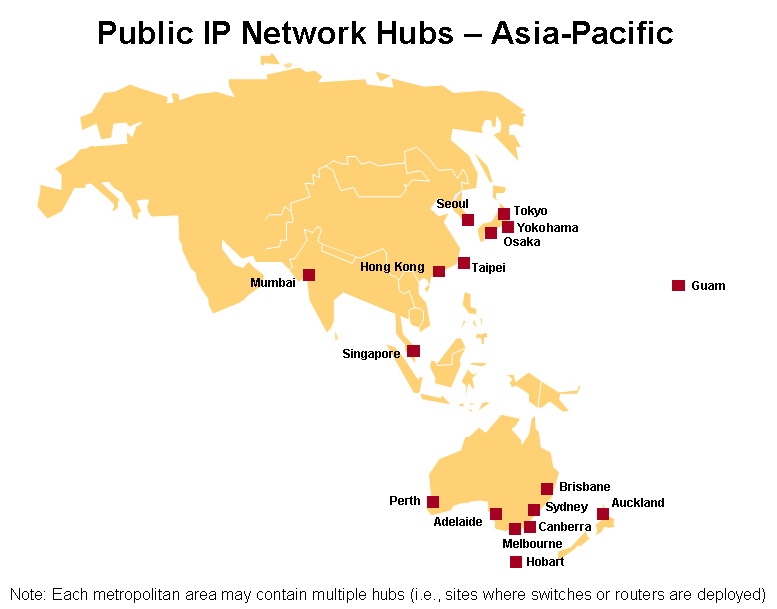 Public IP Network Hubs – Asia-Pacific
Seoul
Tokyo
Yokohama
Osaka
Hong Kong
Taipei
Mumbai
Guam
Singapore
Brisbane
Perth
Sydney
Auckland
Adelaide
Canberra
Melbourne
Hobart
Note: Each metropolitan area may contain multiple hubs (i.e., sites where switches or routers are deployed)